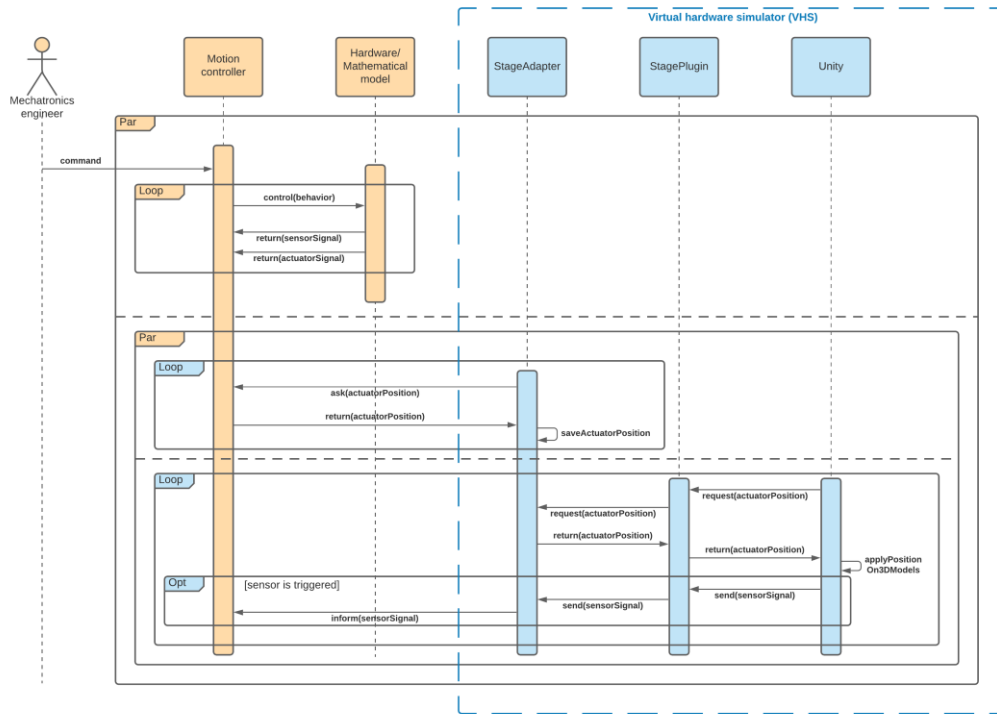 Virtual hardware simulator (VHS)
Mechatronics
engineer
Motion
controller
Hardware/
Mathematical
model
StageAdapter
StagePlugin
Unity
Par
command
Loop
control(behavior)
return(sensorSignal)
return(actuatorSignal)
Par
Loop
ask(actuatorPosition)
return(actuatorPosition)
saveActuatorPosition
Loop
request(actuatorPosition)
request(actuatorPosition)
return(actuatorPosition)
return(actuatorPosition)
applyPosition
On3DModels
Opt
[sensor is triggered]
send(sensorSignal)
send(sensorSignal)
inform(sensorSignal)